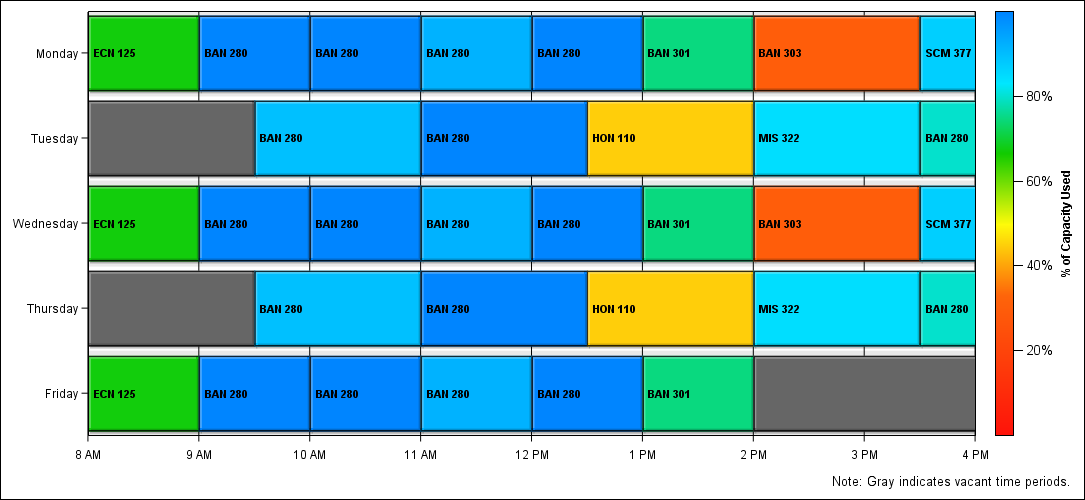 Monday ECN 125 BAN 280 BAN 280 BAN 280 BAN 280 BAN 301 BAN 303 SCM 377
80%
Tuesday BAN 280 BAN 280 HON 110 MIS 322 BAN 280
60%
% of Capacity Used
Wednesday ECN 125 BAN 280 BAN 280 BAN 280 BAN 280 BAN 301 BAN 303 SCM 377
40%
Thursday BAN 280 BAN 280 HON 110 MIS 322 BAN 280
20%
Friday ECN 125 BAN 280 BAN 280 BAN 280 BAN 280 BAN 301
8 AM 9 AM 10 AM 11 AM 12 PM 1 PM 2 PM 3 PM 4 PM
Note: Gray indicates vacant time periods.